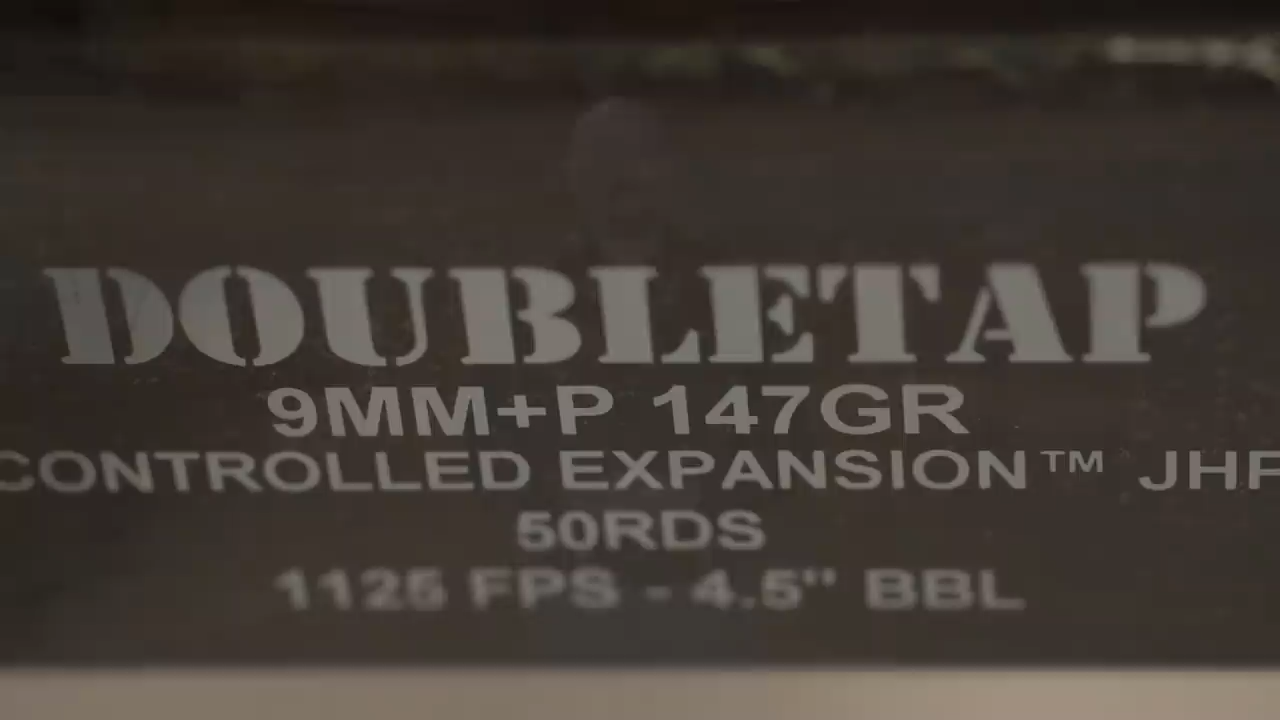 DOUBLETAP
9MM+P 147GR
CONTROLLED EXPANSION™ JHP
50RDS
1125 FPS - 4.5" BBL